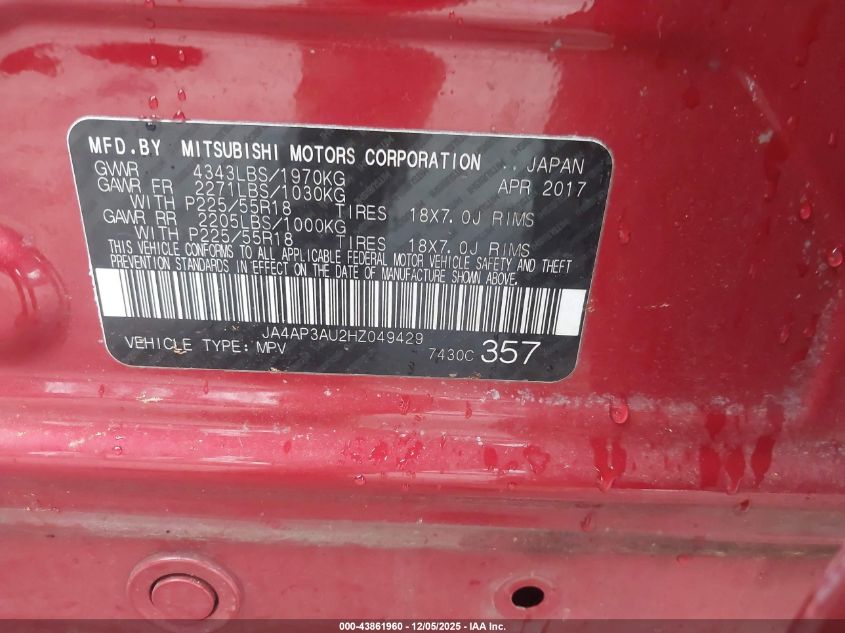 MFD.BY MITSUBISHI MOTORS CORPORATION .. JAPAN
GVWR 4343LBS/1970KG APR 2017
GAWR FR 2271LBS/1030KG
WITH P225/55R18 TIRES 18X7.0J RIMS
GAWR RR 2205LBS/1000KG
WITH P225/55R18 TIRES 18X7.0J RIMS
THIS VEHICLE CONFORMS TO ALL APPLICABLE FEDERAL MOTOR VEHICLE SAFETY AND THEFT
PREVENTION STANDARDS IN EFFECT ON THE DATE OF MANUFACTURE SHOWN ABOVE.
JA4AP3AU2HZ049429
VEHICLE TYPE: MPV 7430C 357
000-43861960 - 12/05/2025 - IAA Inc.